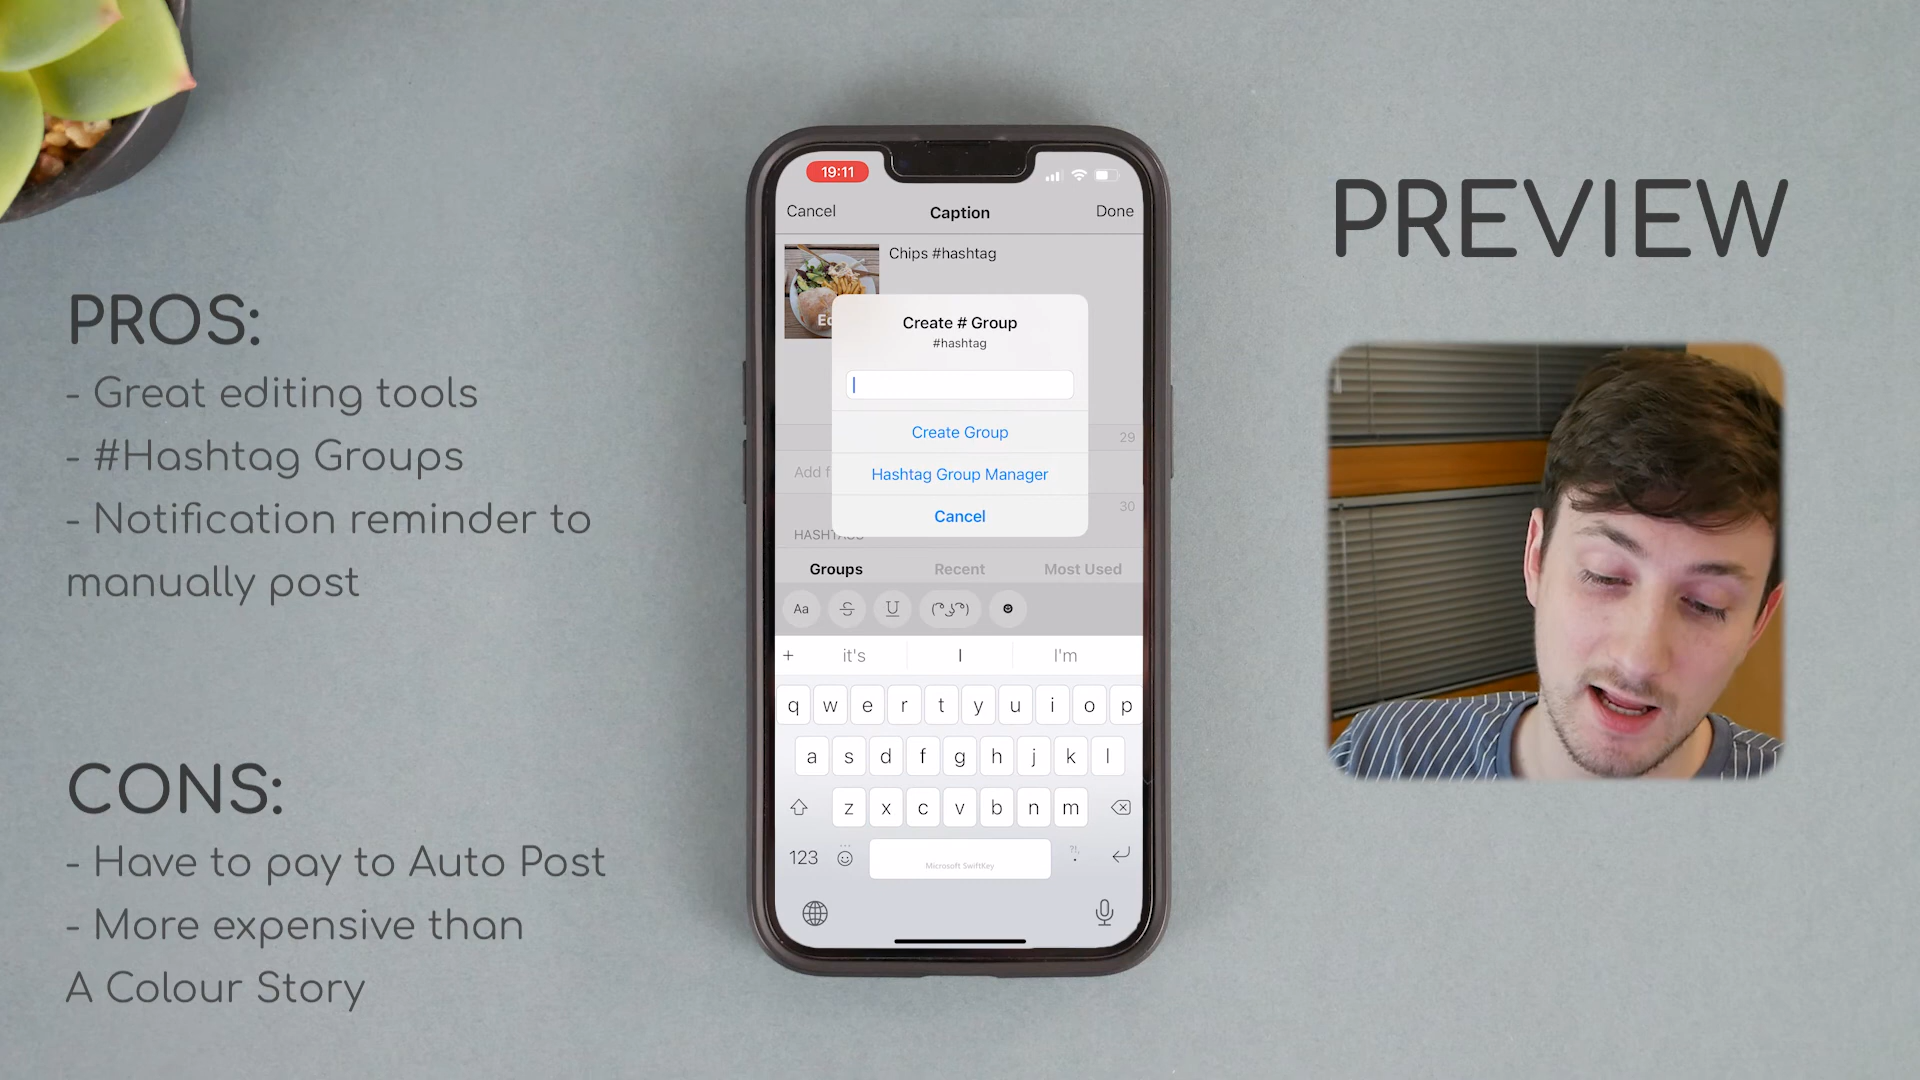 PROS:
- Great editing tools
- #Hashtag Groups
- Notification reminder to
manually post
CONS:
- Have to pay to Auto Post
- More expensive than
A Colour Story
19:11
Cancel
Caption
Done
Chips #hashtag
Create # Group
#hashtag
Create Group
29
Hashtag Group Manager
Add f
30
Cancel
Groups
Recent
Most Used
Aa
S
U
+
it's
I
I'm
q w e r t y u i o p
a s d f g h j k l
z x c v b n m
123
Microsoft SwiftKey
?!,
.
PREVIEW